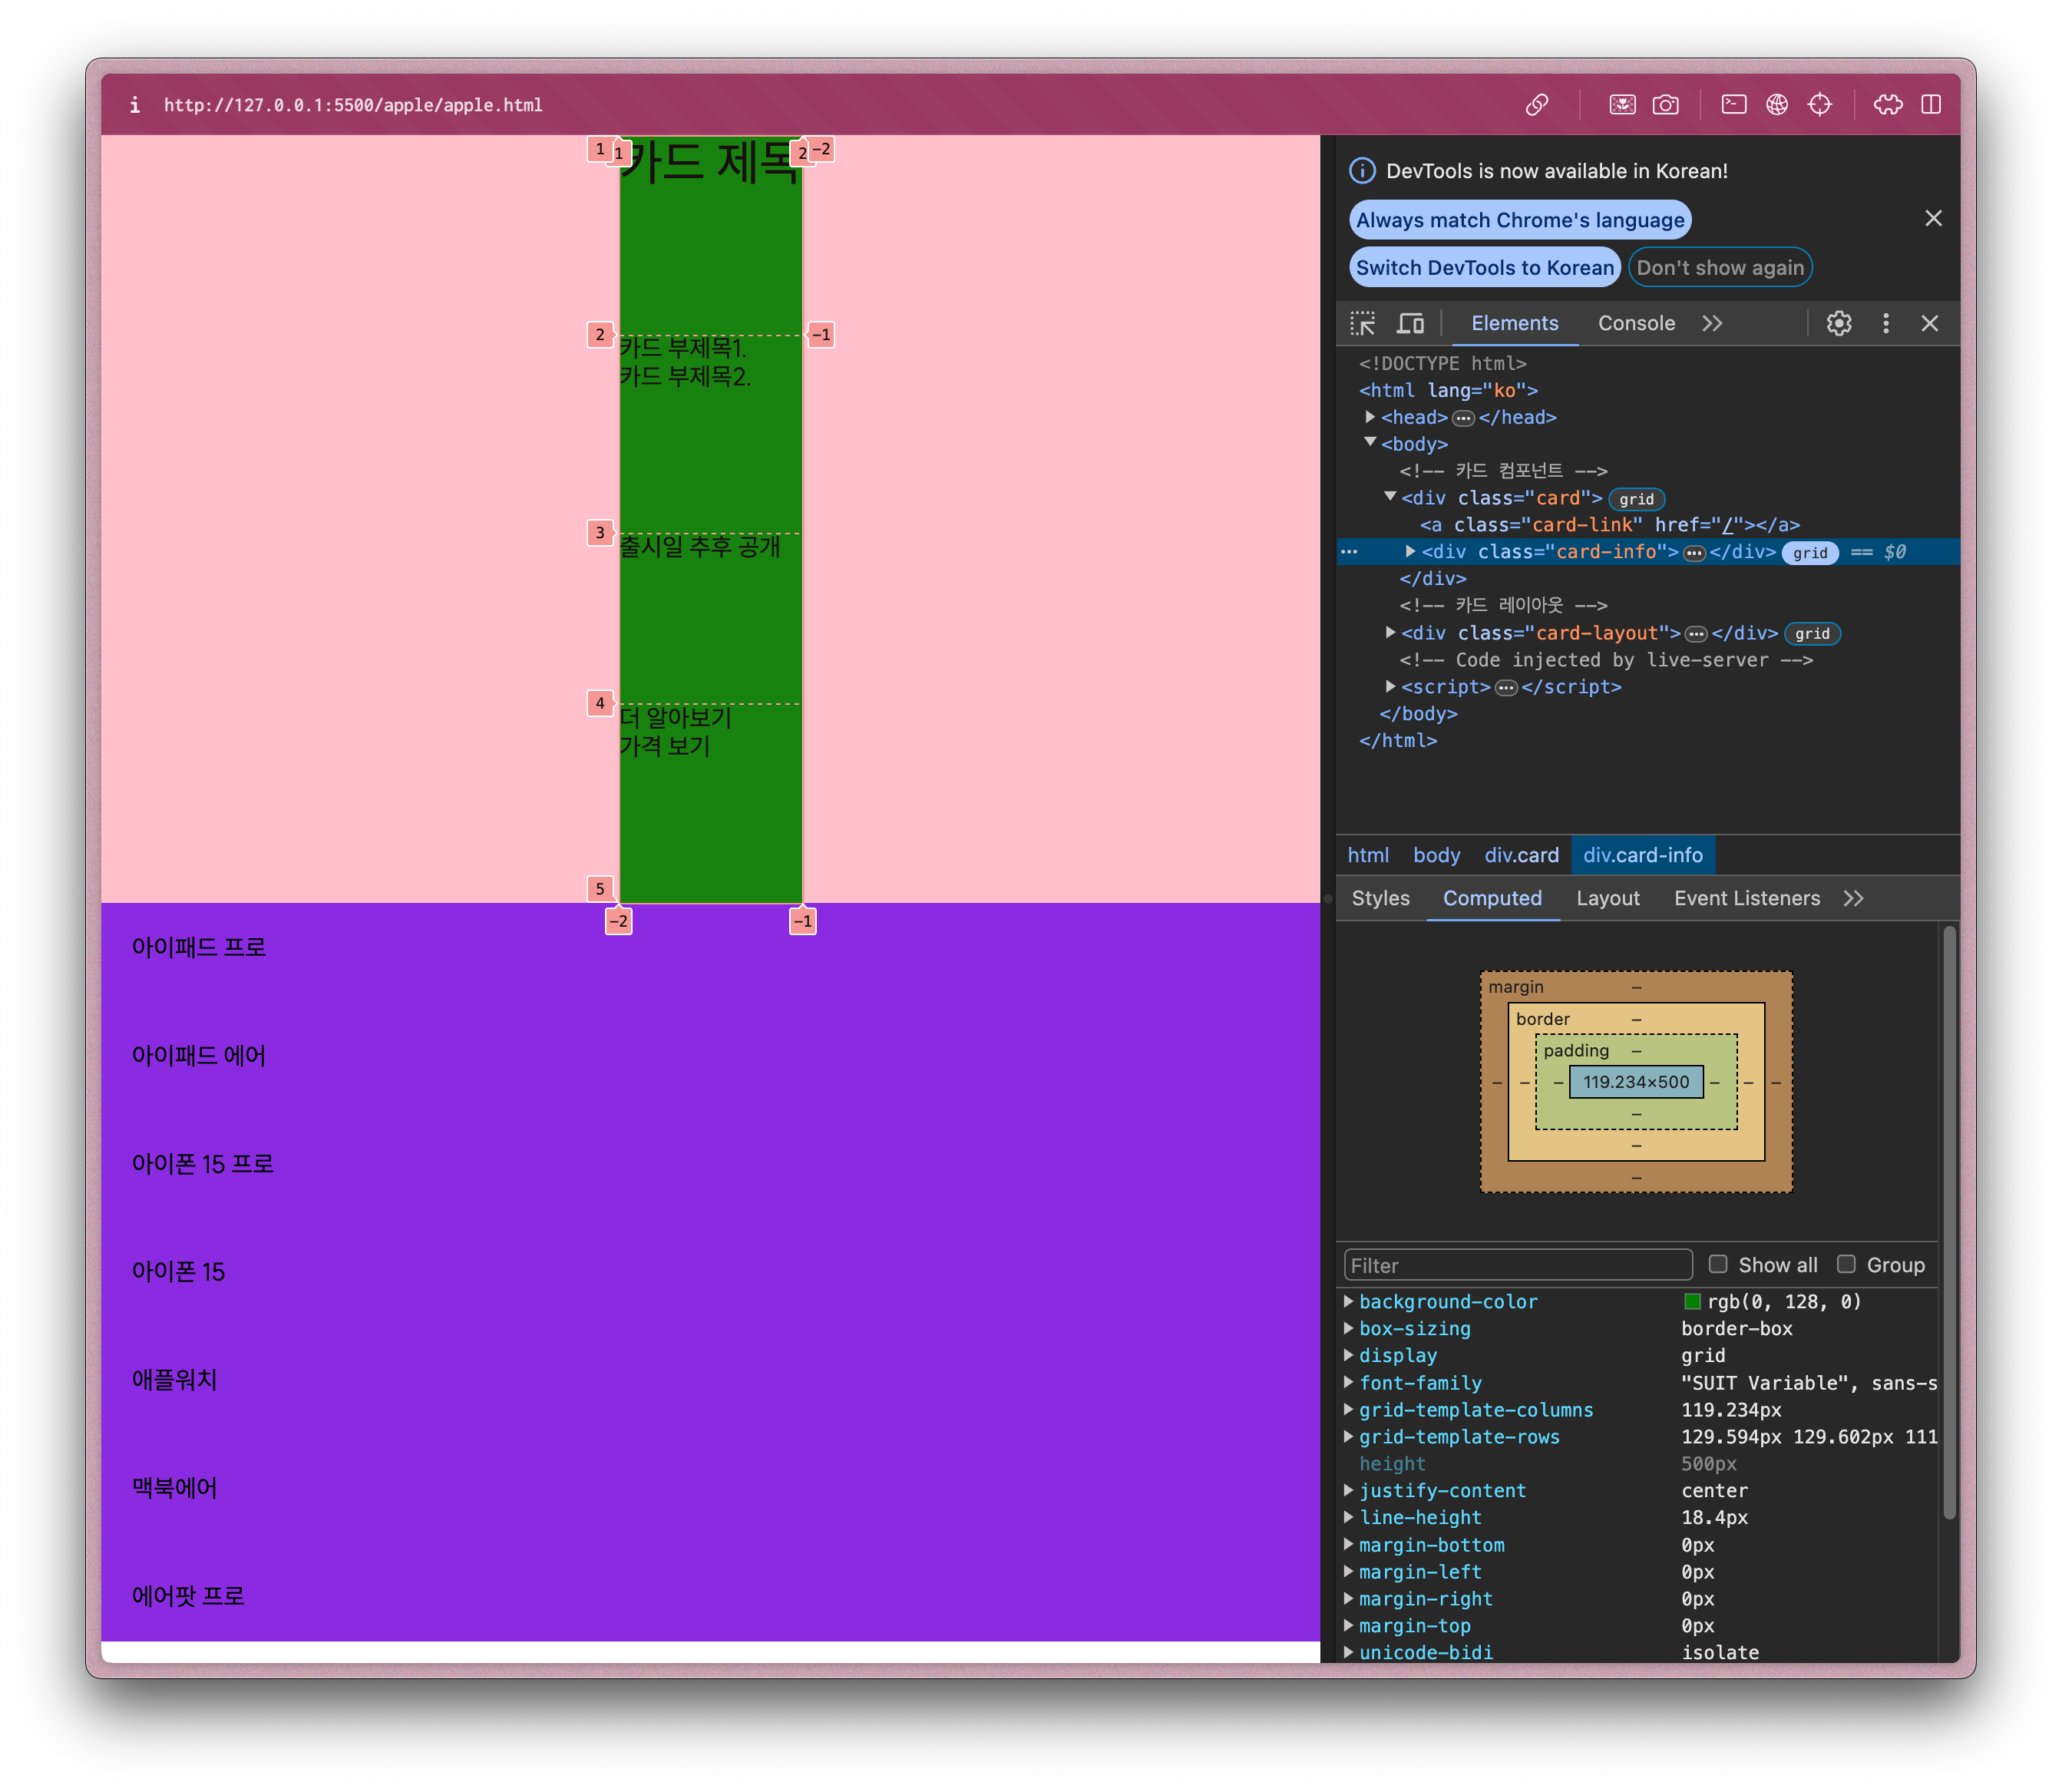 http://127.0.0.1:5500/apple/apple.html
1
1
카드 제목
2
-2
2
-1
카드 부제목1.
카드 부제목2.
3
출시일 추후 공개
4
더 알아보기
가격 보기
5
-2
-1
아이패드 프로
아이패드 에어
아이폰 15 프로
아이폰 15
애플워치
맥북에어
에어팟 프로
DevTools is now available in Korean!
Always match Chrome's language
Switch DevTools to Korean
Don't show again
Elements
Console
<!DOCTYPE html>
<html lang="ko">
<head> ⋯ </head>
<body>
<!-- 카드 컴포넌트 -->
<div class="card"> grid
<a class="card-link" href="/"></a>
⋯ <div class="card-info"> ⋯ </div> grid == $0
</div>
<!-- 카드 레이아웃 -->
<div class="card-layout"> ⋯ </div> grid
<!-- Code injected by live-server -->
<script> ⋯ </script>
</body>
</html>
html body div.card div.card-info
Styles Computed Layout Event Listeners
margin -
border -
padding -
- - - 119.234×500 - - -
-
-
-
Filter
Show all
Group
background-color rgb(0, 128, 0)
box-sizing border-box
display grid
font-family "SUIT Variable", sans-s
grid-template-columns 119.234px
grid-template-rows 129.594px 129.602px 111
height 500px
justify-content center
line-height 18.4px
margin-bottom 0px
margin-left 0px
margin-right 0px
margin-top 0px
unicode-bidi isolate